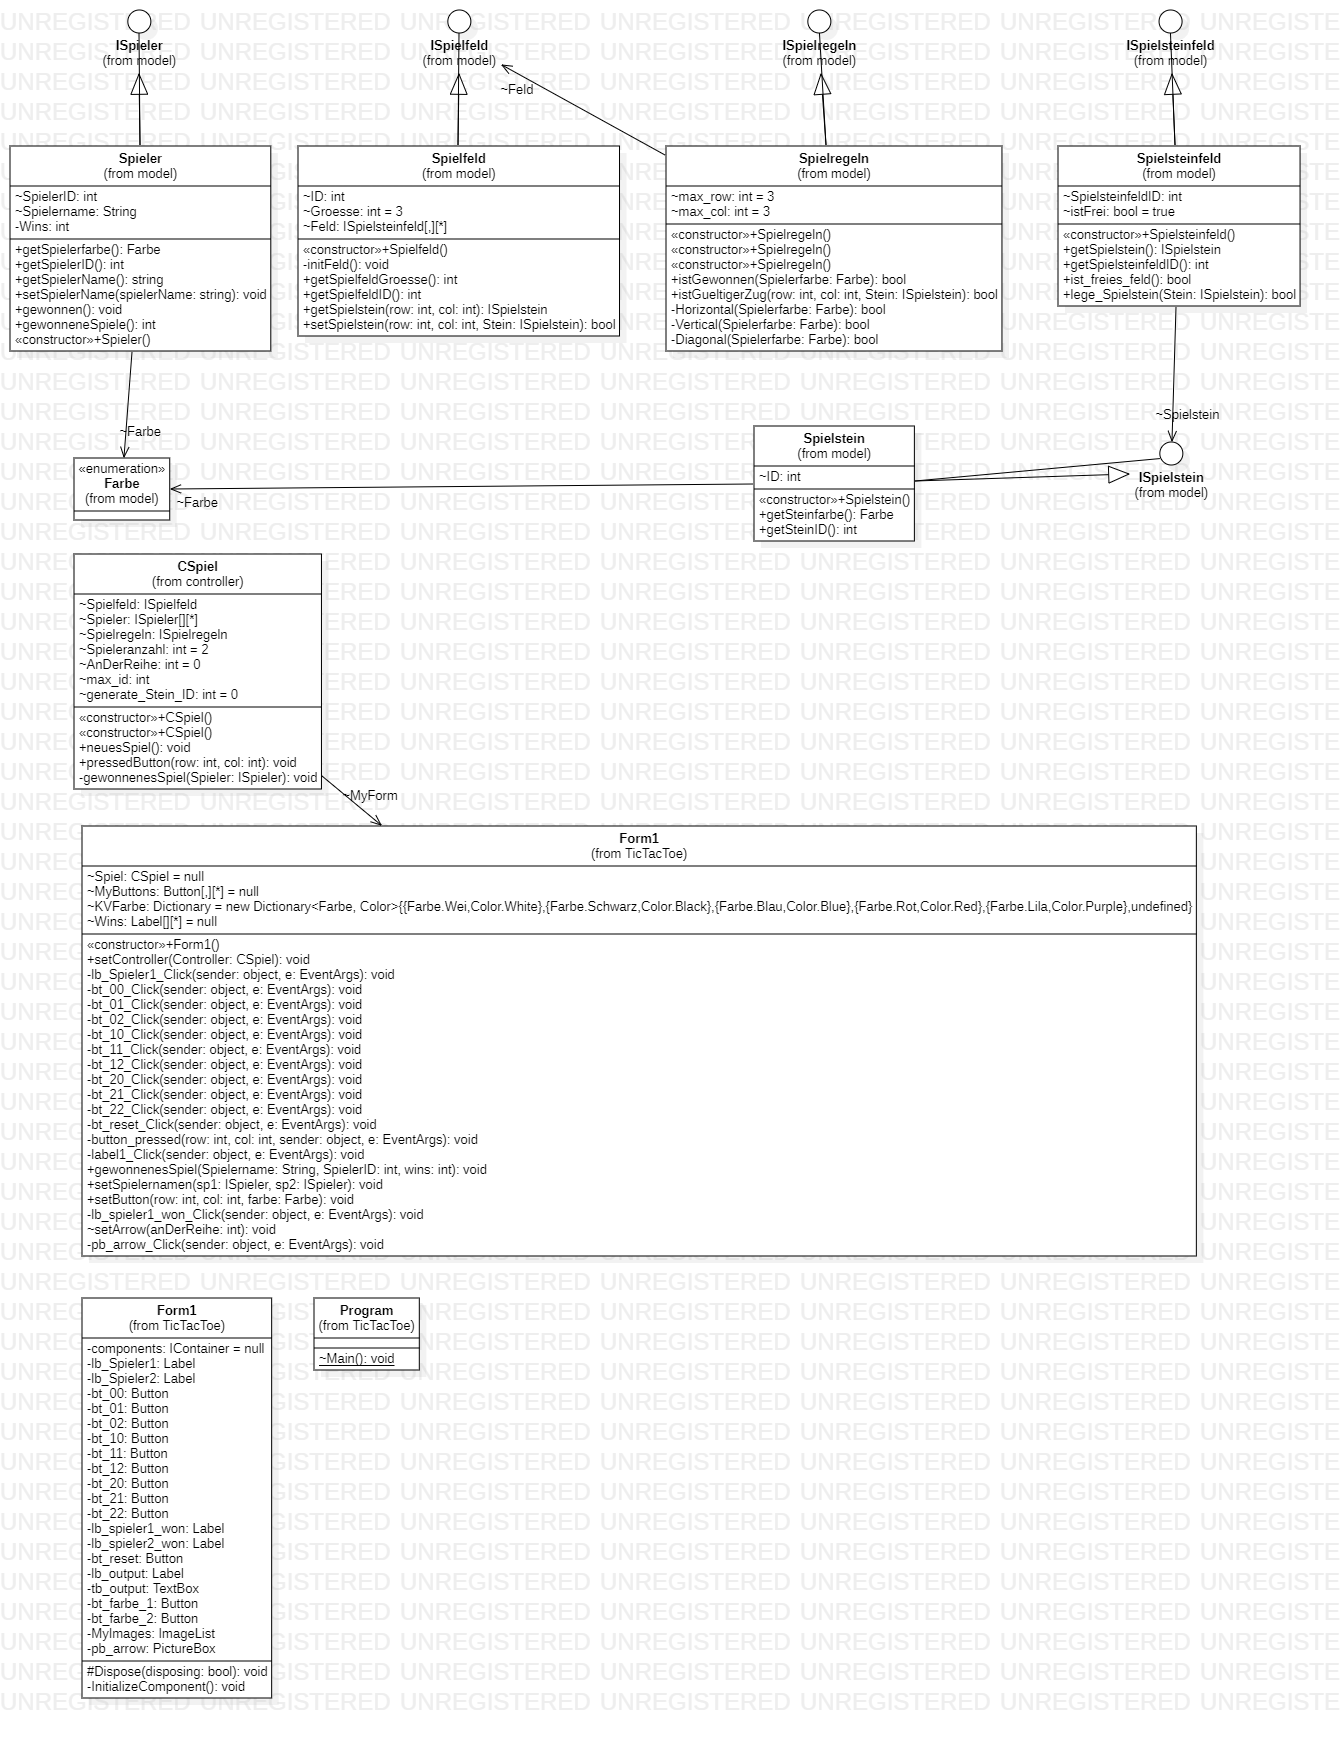 ISpieler
(from model)
ISpielfeld
(from model)
ISpielregeln
(from model)
ISpielsteinfeld
(from model)
~Feld
Spieler
(from model)
~SpielerID: int
~Spielername: String
-Wins: int
+getSpielerfarbe(): Farbe
+getSpielerID(): int
+getSpielerName(): string
+setSpielerName(spielerName: string): void
+gewonnen(): void
+gewonneneSpiele(): int
«constructor»+Spieler()
Spielfeld
(from model)
~ID: int
~Groesse: int = 3
~Feld: ISpielsteinfeld[,][*]
«constructor»+Spielfeld()
-initFeld(): void
+getSpielfeldGroesse(): int
+getSpielfeldID(): int
+getSpielstein(row: int, col: int): ISpielstein
+setSpielstein(row: int, col: int, Stein: ISpielstein): bool
Spielregeln
(from model)
~max_row: int = 3
~max_col: int = 3
«constructor»+Spielregeln()
«constructor»+Spielregeln()
«constructor»+Spielregeln()
+istGewonnen(Spielerfarbe: Farbe): bool
+istGueltigerZug(row: int, col: int, Stein: ISpielstein): bool
-Horizontal(Spielerfarbe: Farbe): bool
-Vertical(Spielerfarbe: Farbe): bool
-Diagonal(Spielerfarbe: Farbe): bool
Spielsteinfeld
(from model)
~SpielsteinfeldID: int
~istFrei: bool = true
«constructor»+Spielsteinfeld()
+getSpielstein(): ISpielstein
+getSpielsteinfeldID(): int
+ist_freies_feld(): bool
+lege_Spielstein(Stein: ISpielstein): bool
~Farbe
~Spielstein
«enumeration»
Farbe
(from model)
~Farbe
Spielstein
(from model)
~ID: int
«constructor»+Spielstein()
+getSteinfarbe(): Farbe
+getSteinID(): int
ISpielstein
(from model)
CSpiel
(from controller)
~Spielfeld: ISpielfeld
~Spieler: ISpieler[][*]
~Spielregeln: ISpielregeln
~Spieleranzahl: int = 2
~AnDerReihe: int = 0
~max_id: int
~generate_Stein_ID: int = 0
«constructor»+CSpiel()
«constructor»+CSpiel()
+neuesSpiel(): void
+pressedButton(row: int, col: int): void
-gewonnenesSpiel(Spieler: ISpieler): void
~MyForm
Form1
(from TicTacToe)
~Spiel: CSpiel = null
~MyButtons: Button[,][*] = null
~KVFarbe: Dictionary = new Dictionary<Farbe, Color>{{Farbe.Wei,Color.White},{Farbe.Schwarz,Color.Black},{Farbe.Blau,Color.Blue},{Farbe.Rot,Color.Red},{Farbe.Lila,Color.Purple},undefined}
~Wins: Label[][*] = null
«constructor»+Form1()
+setController(Controller: CSpiel): void
-lb_Spieler1_Click(sender: object, e: EventArgs): void
-bt_00_Click(sender: object, e: EventArgs): void
-bt_01_Click(sender: object, e: EventArgs): void
-bt_02_Click(sender: object, e: EventArgs): void
-bt_10_Click(sender: object, e: EventArgs): void
-bt_11_Click(sender: object, e: EventArgs): void
-bt_12_Click(sender: object, e: EventArgs): void
-bt_20_Click(sender: object, e: EventArgs): void
-bt_21_Click(sender: object, e: EventArgs): void
-bt_22_Click(sender: object, e: EventArgs): void
-bt_reset_Click(sender: object, e: EventArgs): void
-button_pressed(row: int, col: int, sender: object, e: EventArgs): void
-label1_Click(sender: object, e: EventArgs): void
+gewonnenesSpiel(Spielername: String, SpielerID: int, wins: int): void
+setSpielernamen(sp1: ISpieler, sp2: ISpieler): void
+setButton(row: int, col: int, farbe: Farbe): void
-lb_spieler1_won_Click(sender: object, e: EventArgs): void
~setArrow(anDerReihe: int): void
-pb_arrow_Click(sender: object, e: EventArgs): void
Form1
(from TicTacToe)
-components: IContainer = null
-lb_Spieler1: Label
-lb_Spieler2: Label
-bt_00: Button
-bt_01: Button
-bt_02: Button
-bt_10: Button
-bt_11: Button
-bt_12: Button
-bt_20: Button
-bt_21: Button
-bt_22: Button
-lb_spieler1_won: Label
-lb_spieler2_won: Label
-bt_reset: Button
-lb_output: Label
-tb_output: TextBox
-bt_farbe_1: Button
-bt_farbe_2: Button
-MyImages: ImageList
-pb_arrow: PictureBox
#Dispose(disposing: bool): void
-InitializeComponent(): void
Program
(from TicTacToe)
~Main(): void
UNREGISTERED